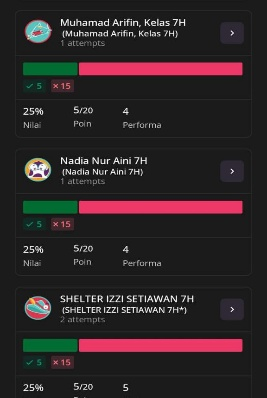 Muhamad Arifin, Kelas 7H
(Muhamad Arifin, Kelas 7H)
1 attempts
✓ 5 × 15
25% 5/20 4
Nilai Poin Performa
Nadia Nur Aini 7H
(Nadia Nur Aini 7H)
1 attempts
✓ 5 × 15
25% 5/20 4
Nilai Poin Performa
SHELTER IZZI SETIAWAN 7H
(SHELTER IZZI SETIAWAN 7H*)
2 attempts
✓ 5 × 15
25% 5/20 5